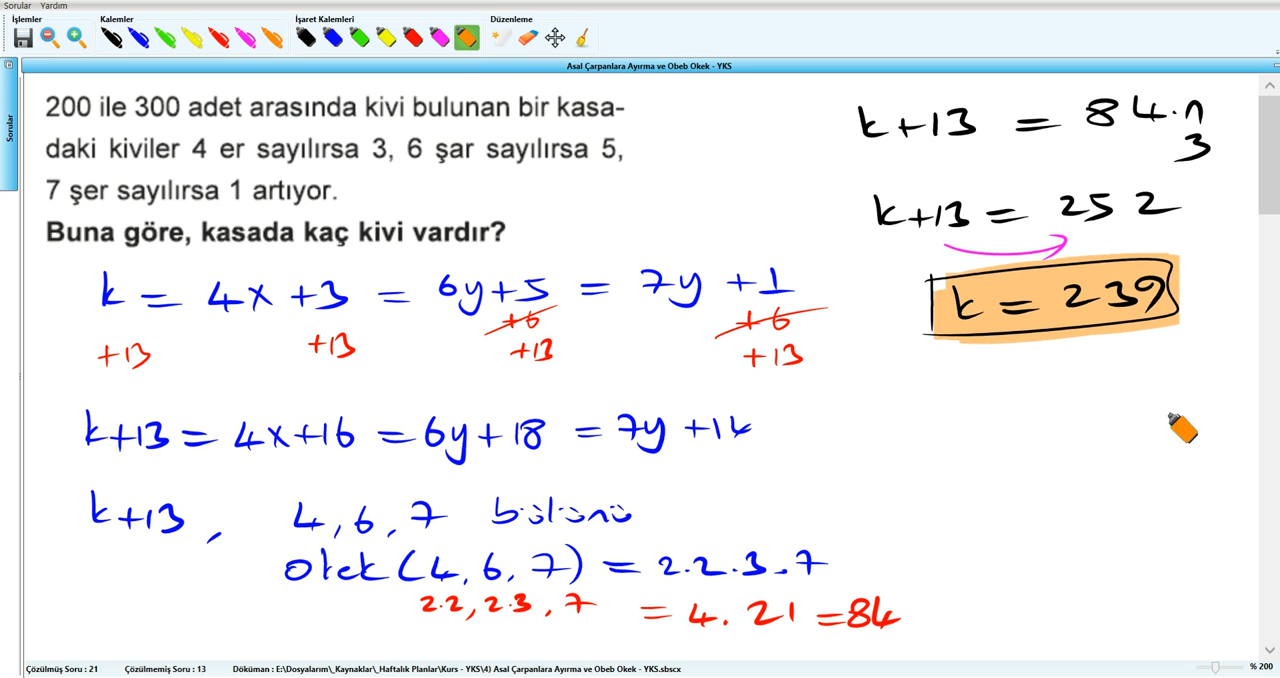 Sorular Yardım
İşlemler Kalemler İşaret Kalemleri Düzenleme
Asal Çarpanlara Ayırma ve Obeb Okek - YKS
Sorular
200 ile 300 adet arasında kivi bulunan bir kasa-
daki kiviler 4 er sayılırsa 3, 6 şar sayılırsa 5,
7 şer sayılırsa 1 artıyor.
Buna göre, kasada kaç kivi vardır?
k = 4x + 3 = 6y + 5 = 7y + 1
+6 +6
+13 +13 +13 +13
k+13 = 4x+16 = 6y+18 = 7y+14
k+13, 4, 6, 7 bölünü
Okek (4, 6, 7) = 2.2.3.7
2.2, 2.3, 7 = 4. 21 = 84
k+13 = 84.n
3
k+13 = 252
k = 239
Çözülmüş Soru : 21 Çözülmemiş Soru : 13 Döküman : E:\Dosyalarım\_Kaynaklar\_Haftalık Planlar\Kurs - YKS\4) Asal Çarpanlara Ayırma ve Obeb Okek - YKS.sbscx % 200